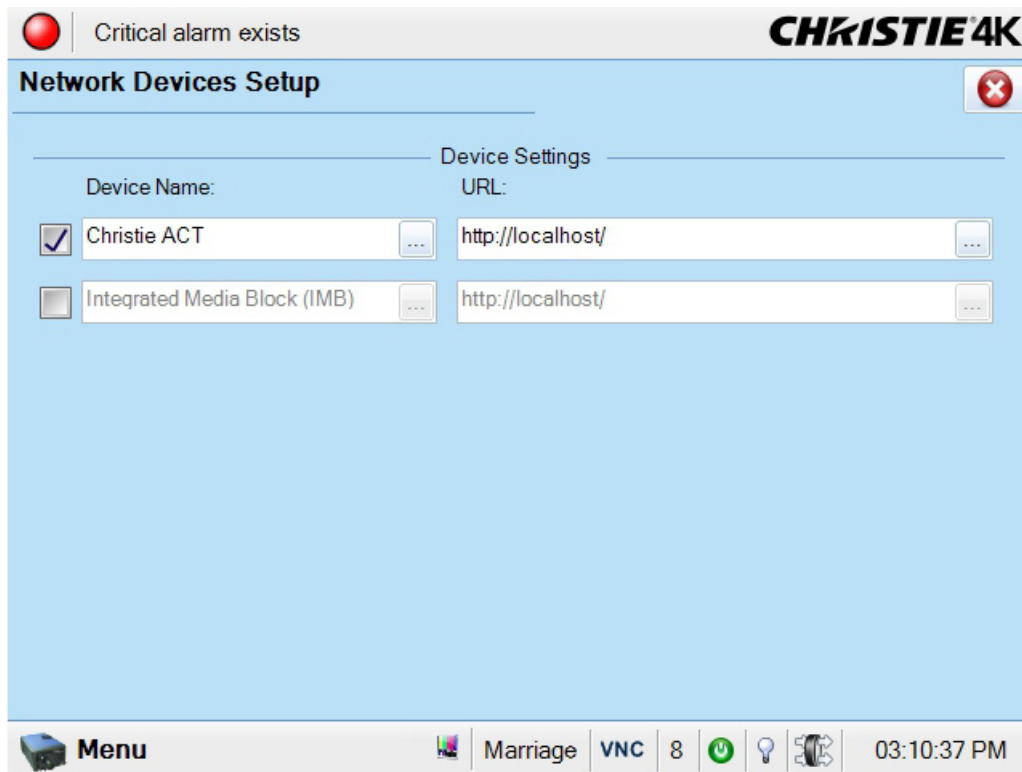 Critical alarm exists
CHRISTIE 4K
Network Devices Setup
Device Settings
Device Name: URL:
Christie ACT ... http://localhost/ ...
Integrated Media Block (IMB) ... http://localhost/ ...
Menu Marriage VNC 8 03:10:37 PM